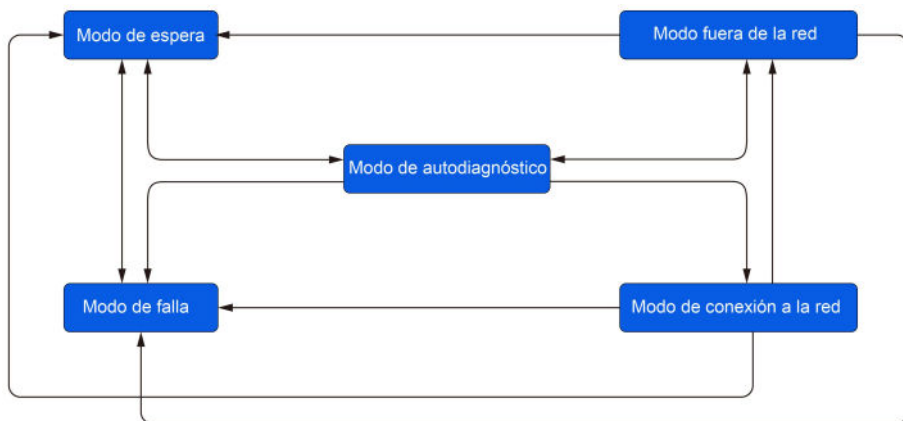 Modo de espera
Modo fuera de la red
Modo de autodiagnóstico
Modo de falla
Modo de conexión a la red